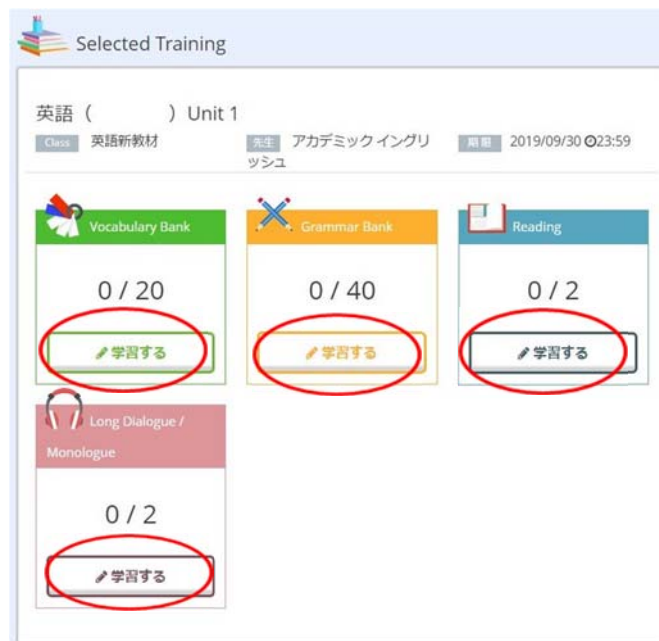 Selected Training
英語（　　　　）Unit 1
Class 英語新教材
先生 アカデミック イングリ
ッシュ
期限 2019/09/30 23:59
Vocabulary Bank
0 / 20
学習する
Grammar Bank
0 / 40
学習する
Reading
0 / 2
学習する
Long Dialogue /
Monologue
0 / 2
学習する